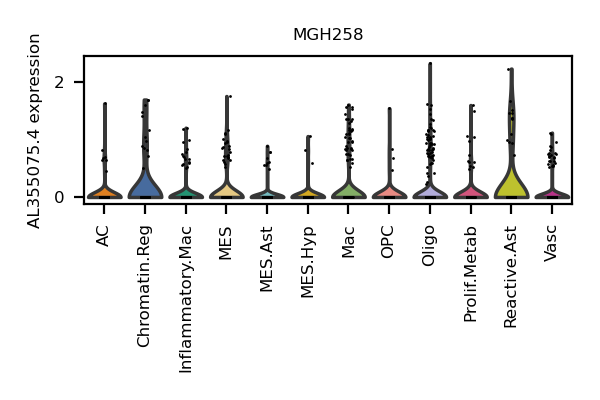 MGH258
AL355075.4 expression
2
0
AC
Chromatin.Reg
Inflammatory.Mac
MES
MES.Ast
MES.Hyp
Mac
OPC
Oligo
Prolif.Metab
Reactive.Ast
Vasc